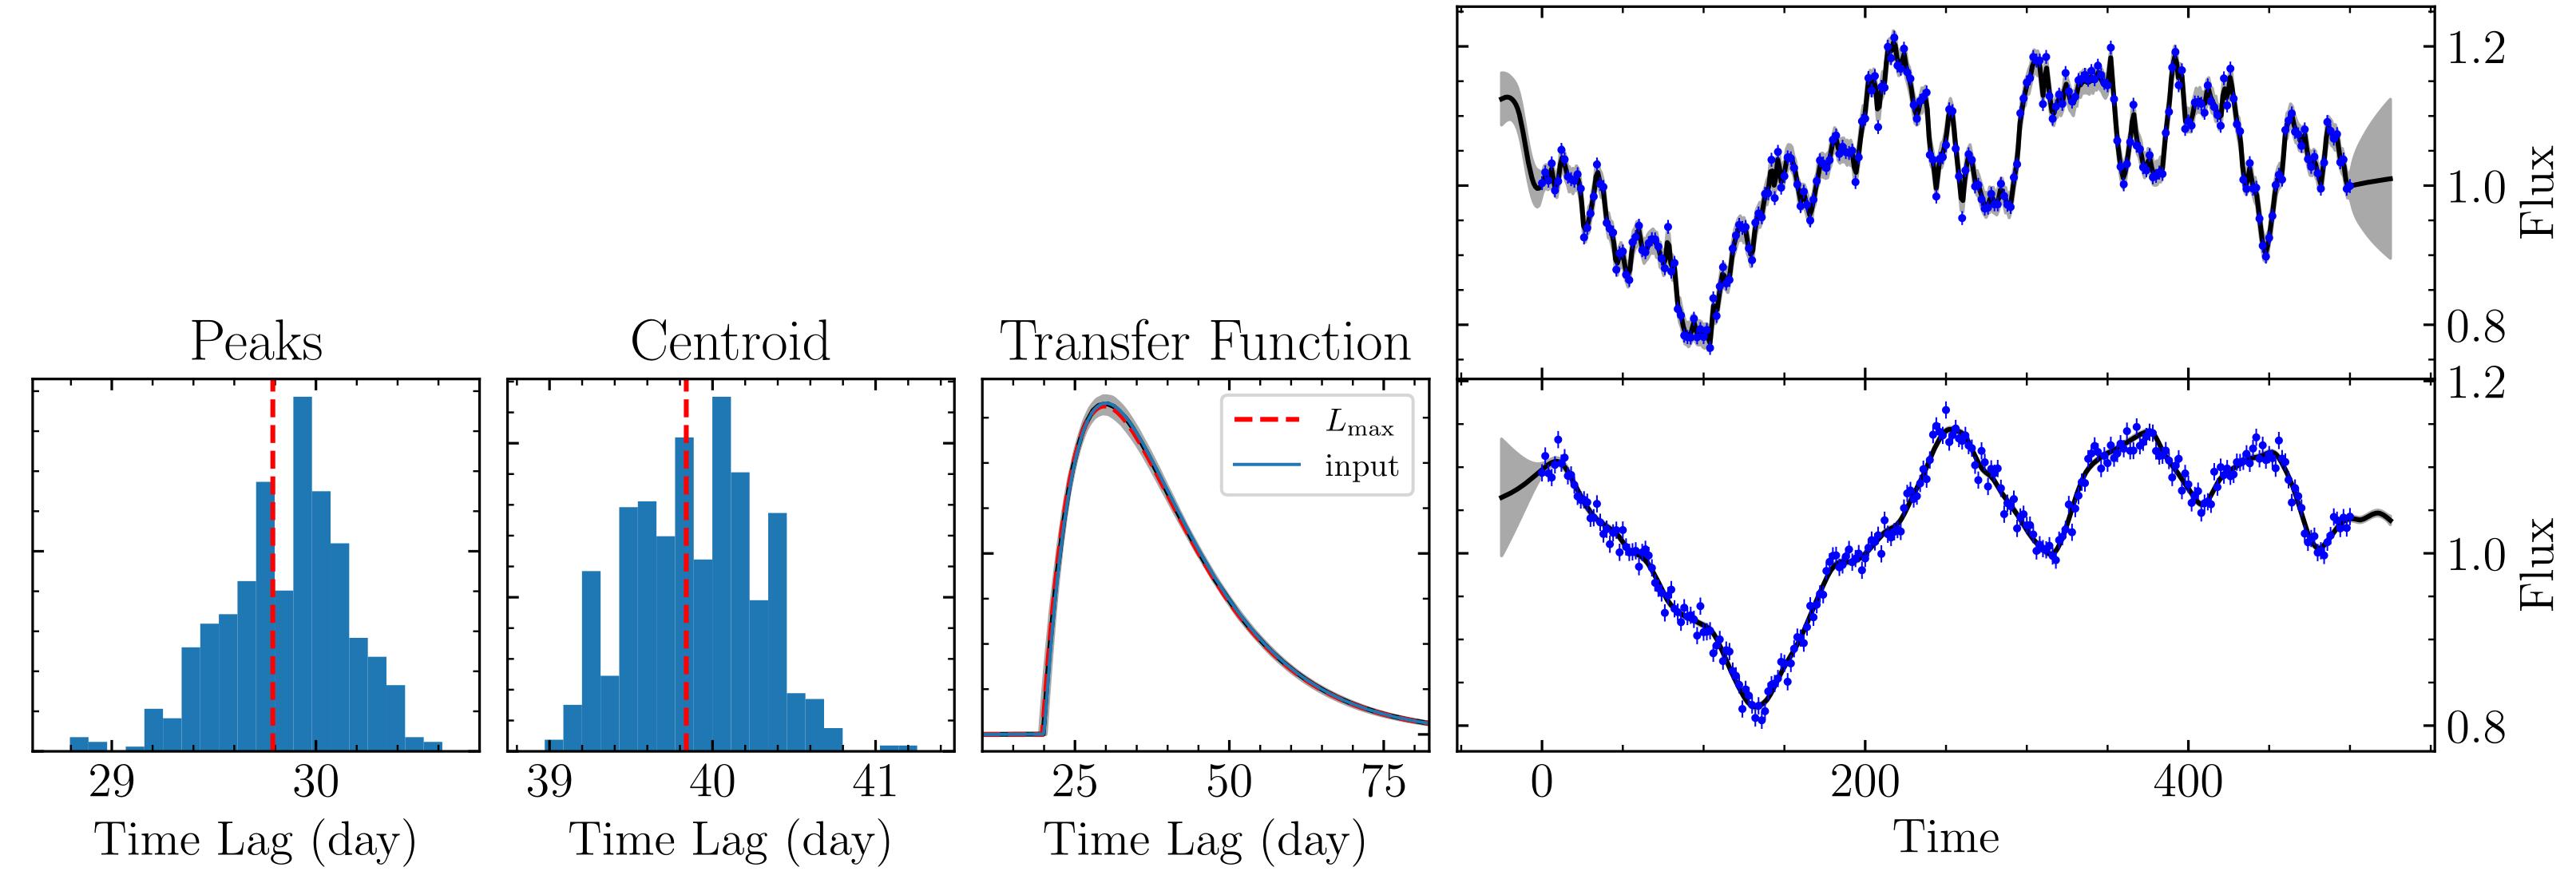 Peaks
29
30
Time Lag (day)
Centroid
39
40
41
Time Lag (day)
Transfer Function
Lmax
input
25
50
75
Time Lag (day)
1.2
1.0
0.8
Flux
1.2
1.0
0.8
Flux
0
200
400
Time